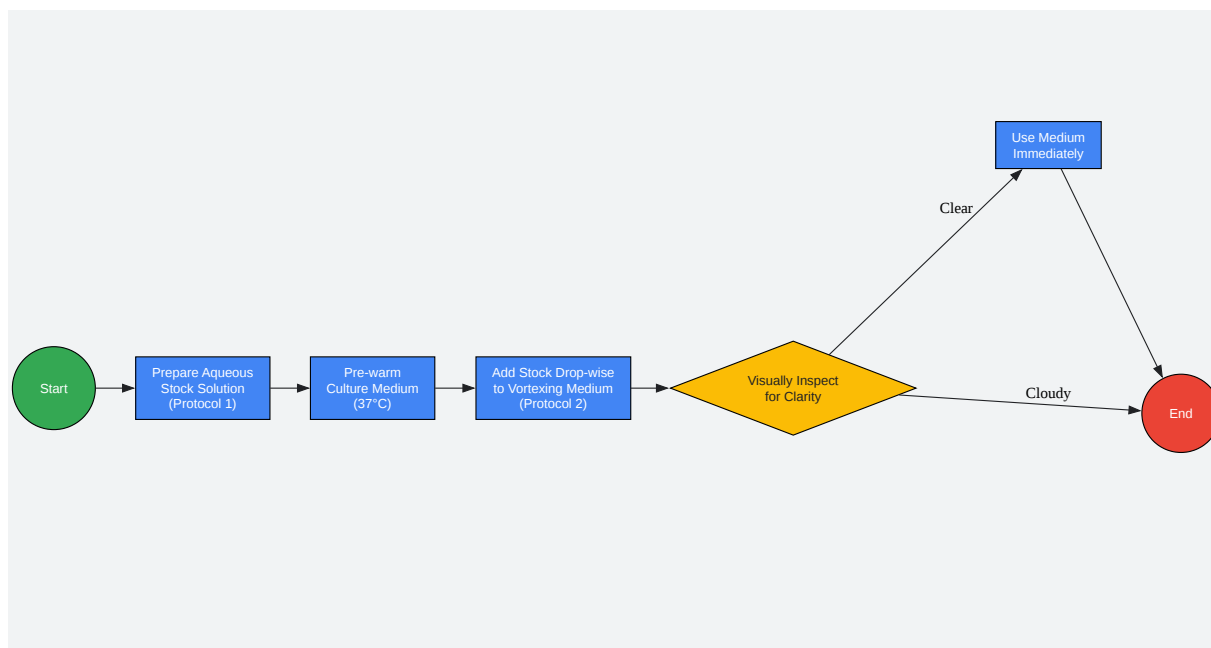 Start
Prepare Aqueous
Stock Solution
(Protocol 1)
Pre-warm
Culture Medium
(37°C)
Add Stock Drop-wise
to Vortexing Medium
(Protocol 2)
Visually Inspect
for Clarity
Clear
Use Medium
Immediately
Cloudy
End